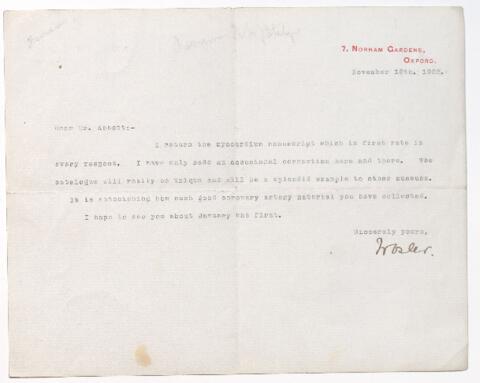 7, NORHAM GARDENS,
OXFORD.
November 18th. 1908.
Dear Dr. Abbott:-
I return the myocardium manuscript which is first rate in
every respect. I have only made an occasional correction here and there. The
catalogue will really be unique and will be a splendid example to other museums.
It is astonishing how much good coronary artery material you have collected.
I hope to see you about January the first.
Sincerely yours,
Wm Osler.